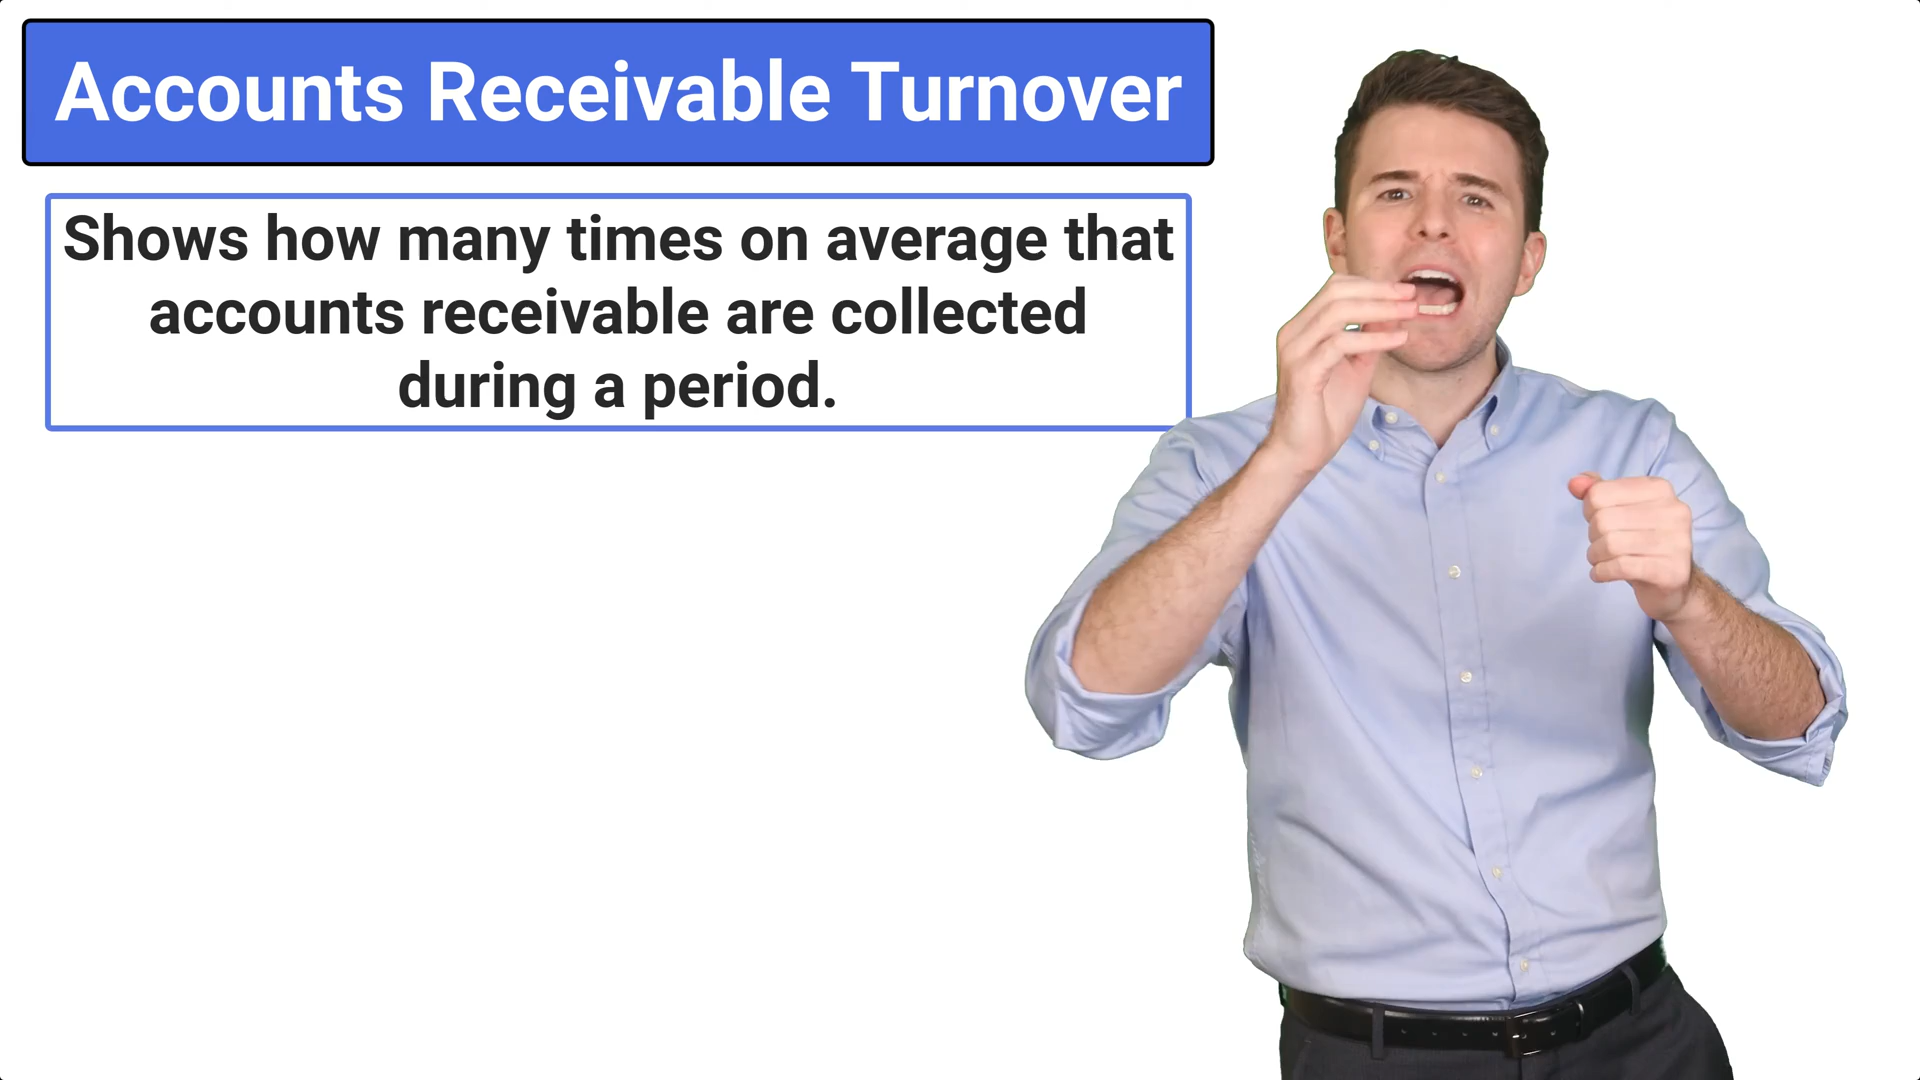 Accounts Receivable Turnover
Shows how many times on average that
accounts receivable are collected
during a period.